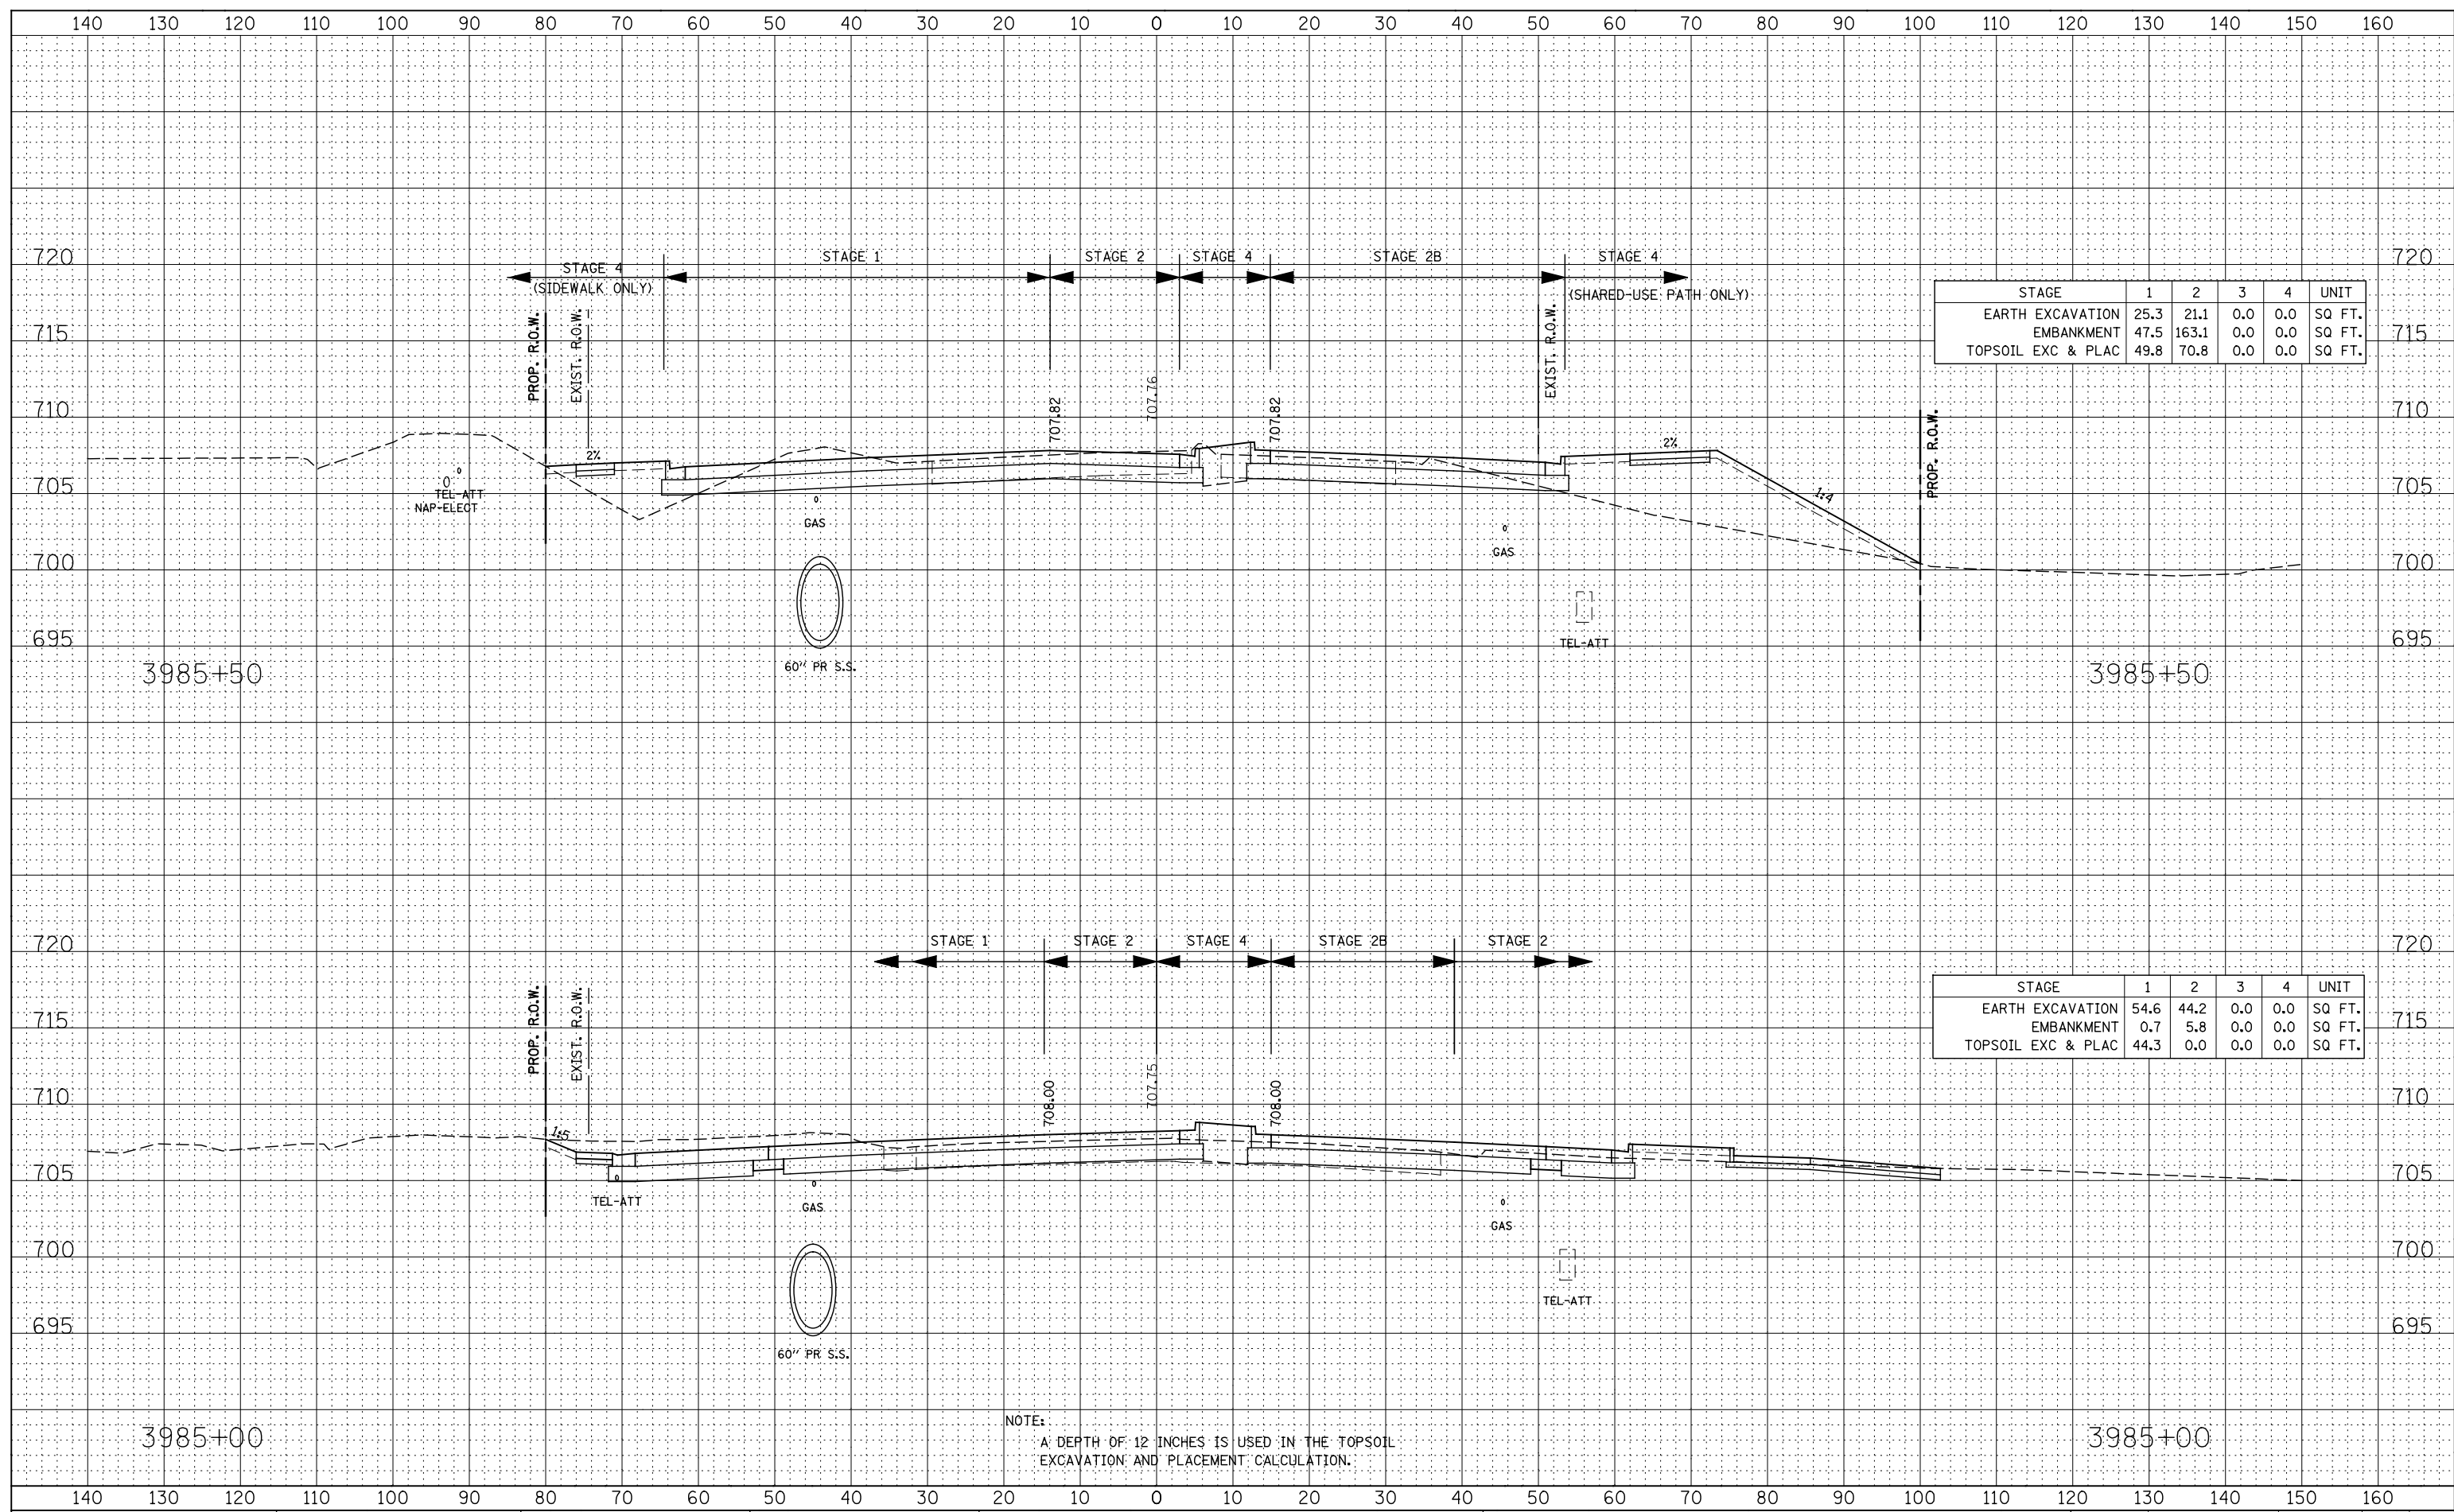 140 130 120 110 100 90 80 70 60 50 40 30 20 10 0 10 20 30 40 50 60 70 80 90 100 110 120 130 140 150 160
720 STAGE 4 STAGE 1 STAGE 2 STAGE 4 STAGE 2B STAGE 4 720
(SIDEWALK ONLY) (SHARED-USE PATH ONLY)
STAGE 1 2 3 4 UNIT
EARTH EXCAVATION 25.3 21.1 0.0 0.0 SQ FT.
EMBANKMENT 47.5 163.1 0.0 0.0 SQ FT.
TOPSOIL EXC & PLAC 49.8 70.8 0.0 0.0 SQ FT.
715 715
PROP. R.O.W.
EXIST. R.O.W.
EXIST. R.O.W.
PROP. R.O.W.
710 710
707.82
707.76
707.82
2%
2%
1:4
705 705
TEL-ATT
NAP-ELECT
GAS
GAS
700 700
695 695
TEL-ATT
60" PR S.S.
3985+50 3985+50
720 STAGE 1 STAGE 2 STAGE 4 STAGE 2B STAGE 2 720
STAGE 1 2 3 4 UNIT
EARTH EXCAVATION 54.6 44.2 0.0 0.0 SQ FT.
EMBANKMENT 0.7 5.8 0.0 0.0 SQ FT.
TOPSOIL EXC & PLAC 44.3 0.0 0.0 0.0 SQ FT.
715 715
PROP. R.O.W.
EXIST. R.O.W.
710 710
708.00
707.75
708.00
1:5
705 705
TEL-ATT
GAS
GAS
700 700
TEL-ATT
695 695
60" PR S.S.
3985+00 3985+00
NOTE:
A DEPTH OF 12 INCHES IS USED IN THE TOPSOIL
EXCAVATION AND PLACEMENT CALCULATION.
140 130 120 110 100 90 80 70 60 50 40 30 20 10 0 10 20 30 40 50 60 70 80 90 100 110 120 130 140 150 160